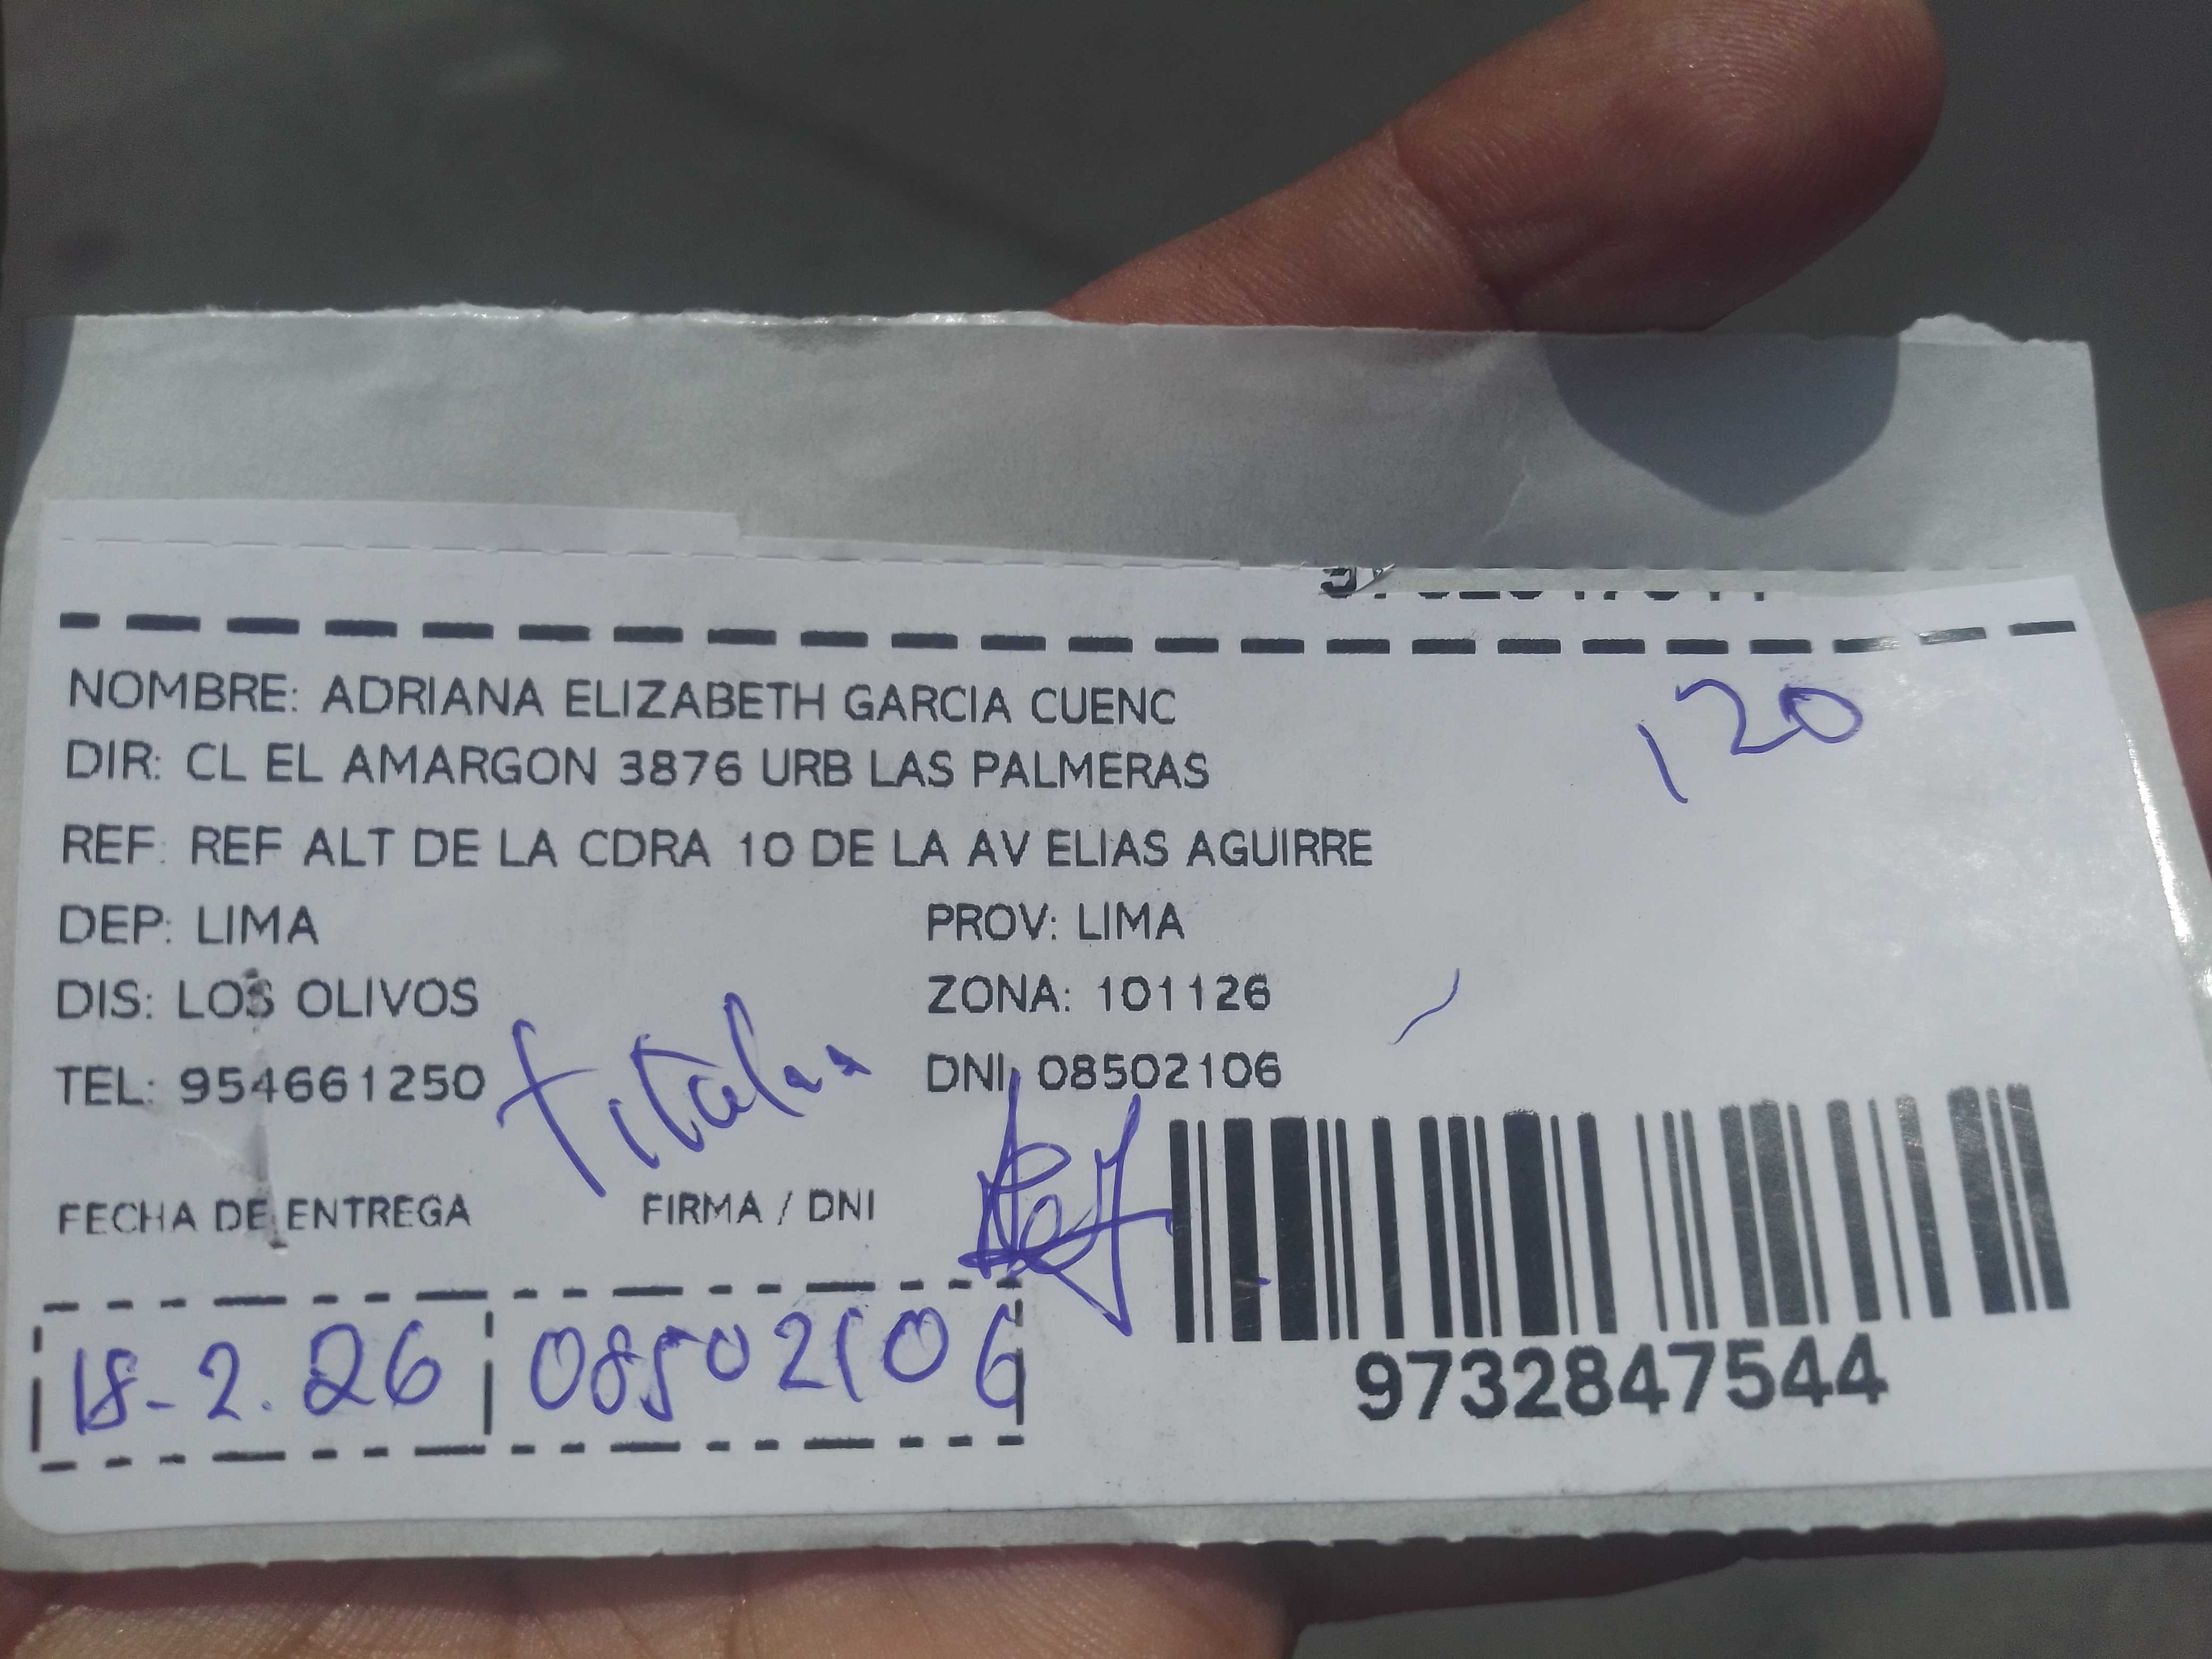 120
NOMBRE: ADRIANA ELIZABETH GARCIA CUENC
DIR: CL EL AMARGON 3876 URB LAS PALMERAS
REF: REF ALT DE LA CDRA 10 DE LA AV ELIAS AGUIRRE
DEP: LIMA PROV: LIMA
DIS: LOS OLIVOS ZONA: 101126
TEL: 954661250 DNI: 08502106
Titular
FECHA DE ENTREGA FIRMA / DNI
18-2.26 08502106
9732847544